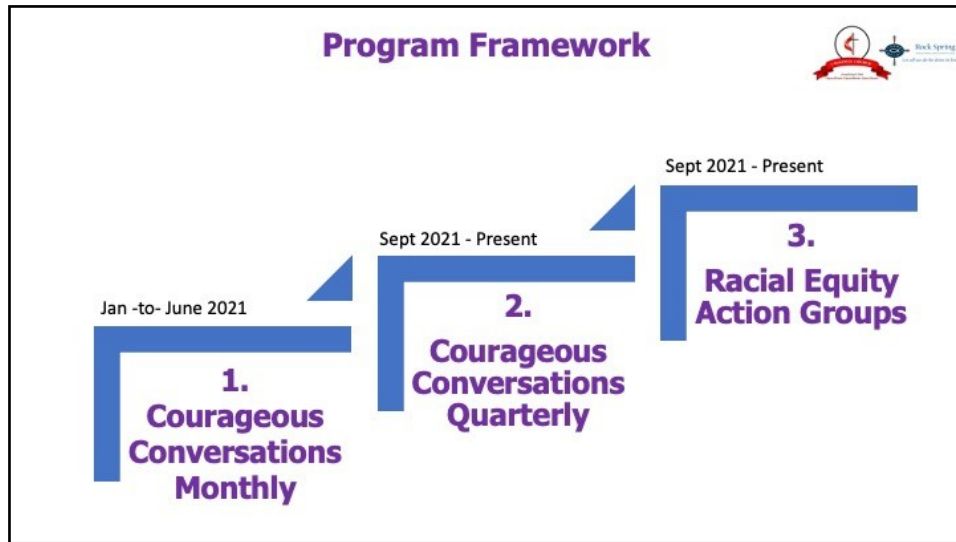 Program Framework
Rock Spring
Jan -to- June 2021
1.
Courageous
Conversations
Monthly
Sept 2021 - Present
2.
Courageous
Conversations
Quarterly
Sept 2021 - Present
3.
Racial Equity
Action Groups